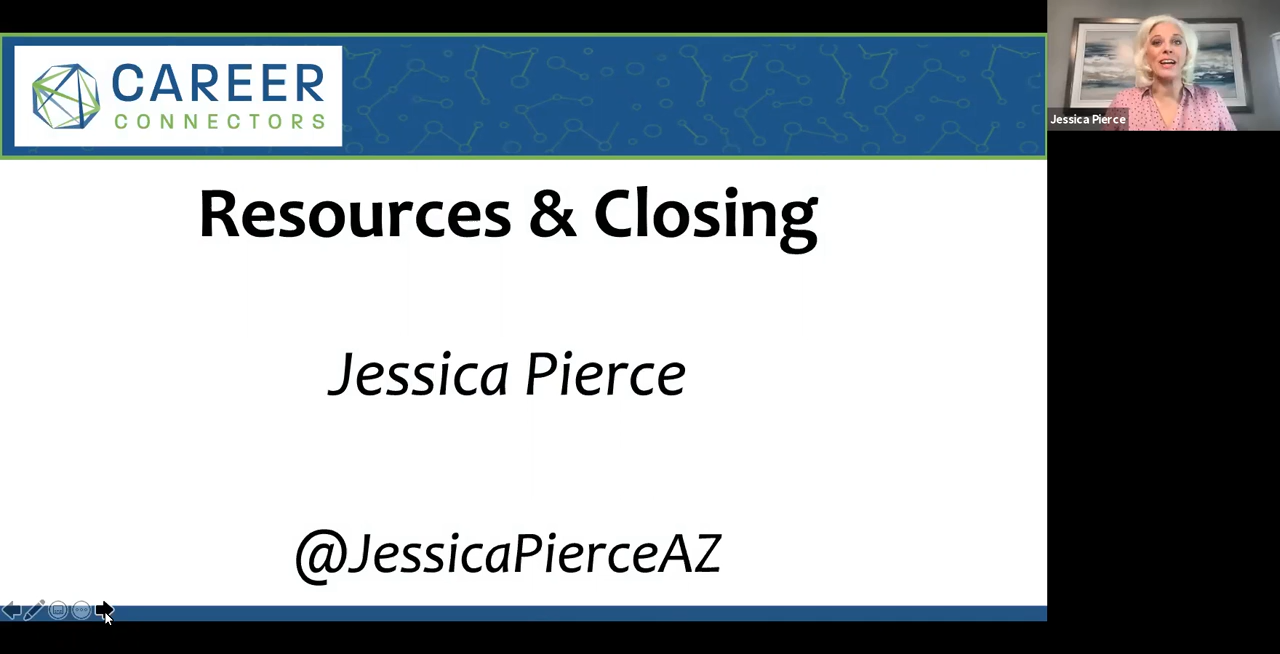 CAREER
CONNECTORS
Jessica Pierce
Resources & Closing
Jessica Pierce
@JessicaPierceAZ